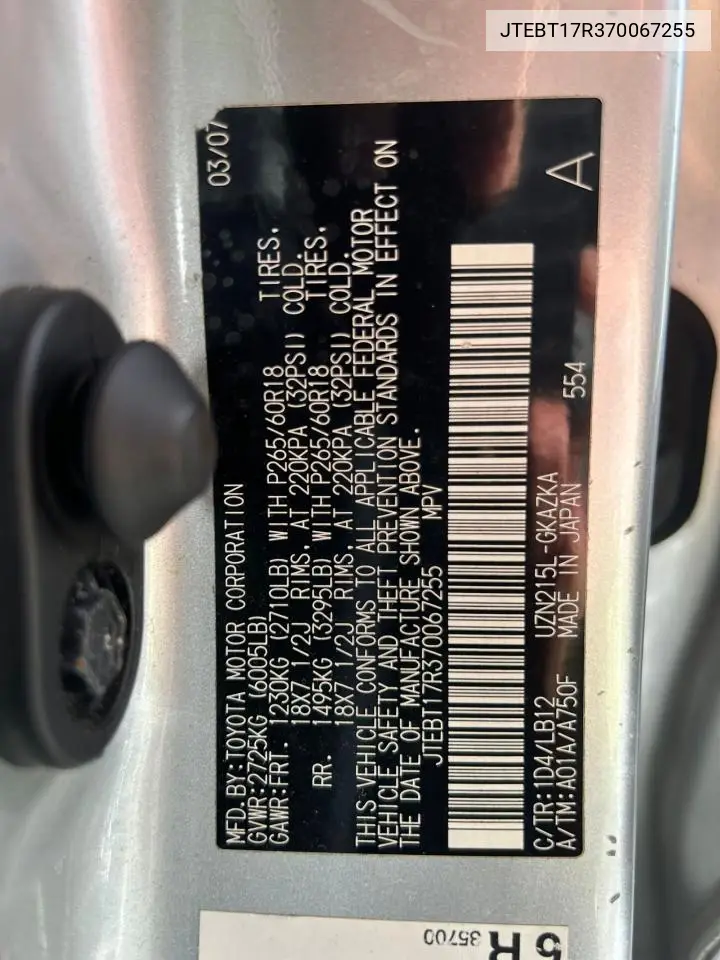 JTEBT17R370067255
MFD.BY:TOYOTA MOTOR CORPORATION 03/07
GVWR:2725KG (6005LB)
GAWR:FRT. 1230KG (2710LB) WITH P265/60R18 TIRES,
18X7 1/2J RIMS, AT 220KPA (32PSI) COLD.
RR. 1495KG (3295LB) WITH P265/60R18 TIRES,
18X7 1/2J RIMS, AT 220KPA (32PSI) COLD.
THIS VEHICLE CONFORMS TO ALL APPLICABLE FEDERAL MOTOR
VEHICLE SAFETY AND THEFT PREVENTION STANDARDS IN EFFECT ON
THE DATE OF MANUFACTURE SHOWN ABOVE.
JTEBT17R370067255 MPV
C/TR:1D4/LB12 UZN215L-GKAZKA A
A/TM:A01A/A750F MADE IN JAPAN 554
6R
35700